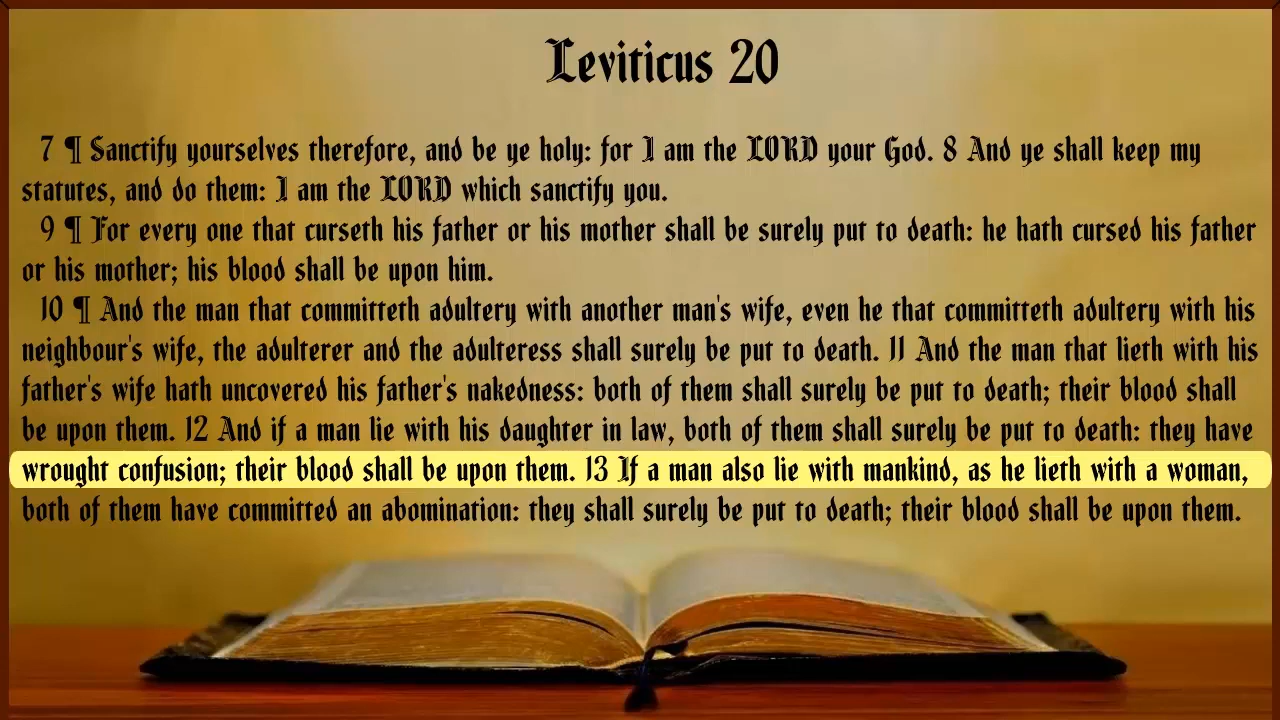 Leviticus 20
7 ¶ Sanctify yourselves therefore, and be ye holy: for I am the LORD your God. 8 And ye shall keep my
statutes, and do them: I am the LORD which sanctify you.
9 ¶ For every one that curseth his father or his mother shall be surely put to death: he hath cursed his father
or his mother; his blood shall be upon him.
10 ¶ And the man that committeth adultery with another man's wife, even he that committeth adultery with his
neighbour's wife, the adulterer and the adulteress shall surely be put to death. 11 And the man that lieth with his
father's wife hath uncovered his father's nakedness: both of them shall surely be put to death; their blood shall
be upon them. 12 And if a man lie with his daughter in law, both of them shall surely be put to death: they have
wrought confusion; their blood shall be upon them. 13 If a man also lie with mankind, as he lieth with a woman,
both of them have committed an abomination: they shall surely be put to death; their blood shall be upon them.